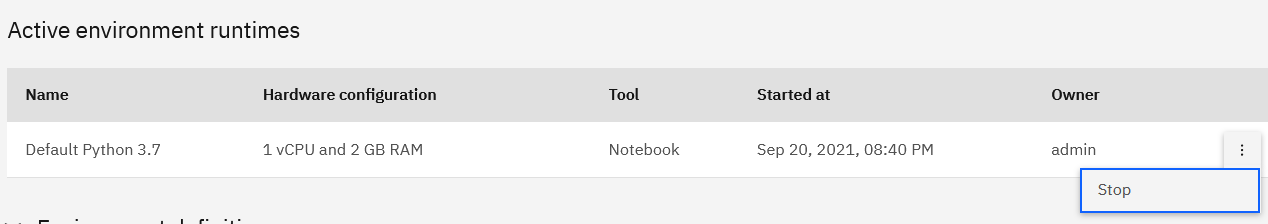 Active environment runtimes
Name Hardware configuration Tool Started at Owner
Default Python 3.7 1 vCPU and 2 GB RAM Notebook Sep 20, 2021, 08:40 PM admin
Stop